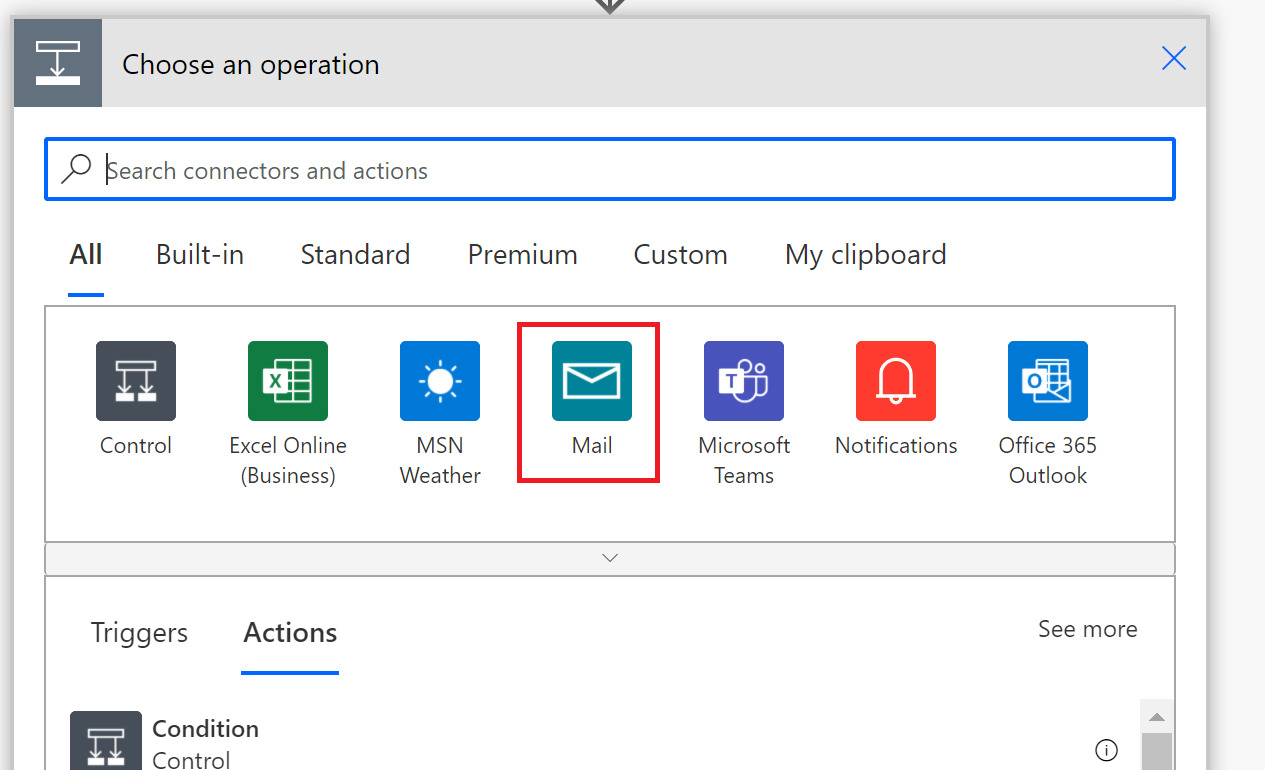 Choose an operation
Search connectors and actions
All Built-in Standard Premium Custom My clipboard
Control
Excel Online
(Business)
MSN
Weather
Mail
Microsoft
Teams
Notifications
Office 365
Outlook
Triggers Actions See more
Condition
Control